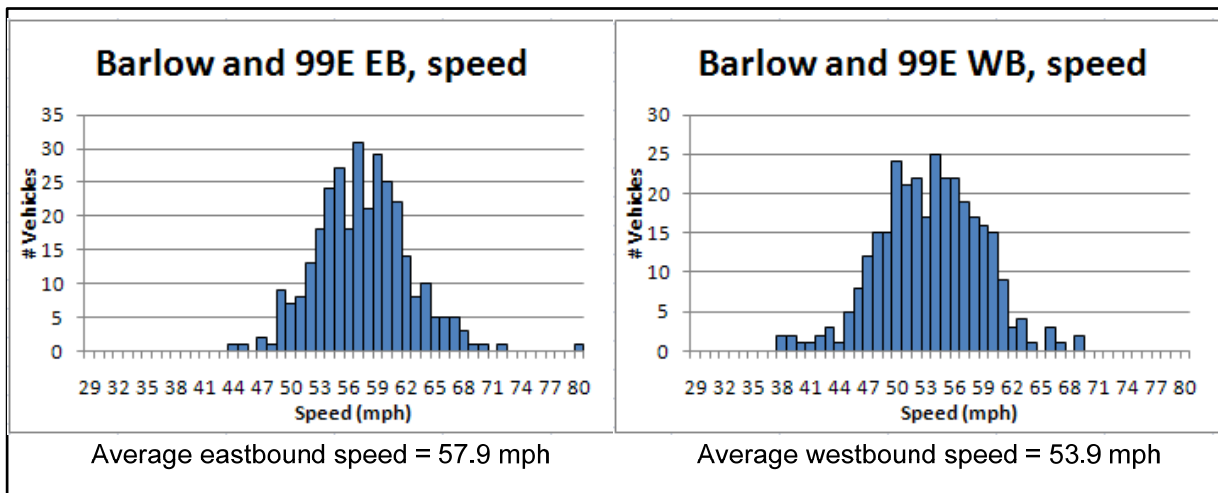 Barlow and 99E EB, speed
35
30
25
20
15
10
5
0
# Vehicles
29 32 35 38 41 44 47 50 53 56 59 62 65 68 71 74 77 80
Speed (mph)
Average eastbound speed = 57.9 mph
Barlow and 99E WB, speed
30
25
20
15
10
5
0
# Vehicles
29 32 35 38 41 44 47 50 53 56 59 62 65 68 71 74 77 80
Speed (mph)
Average westbound speed = 53.9 mph